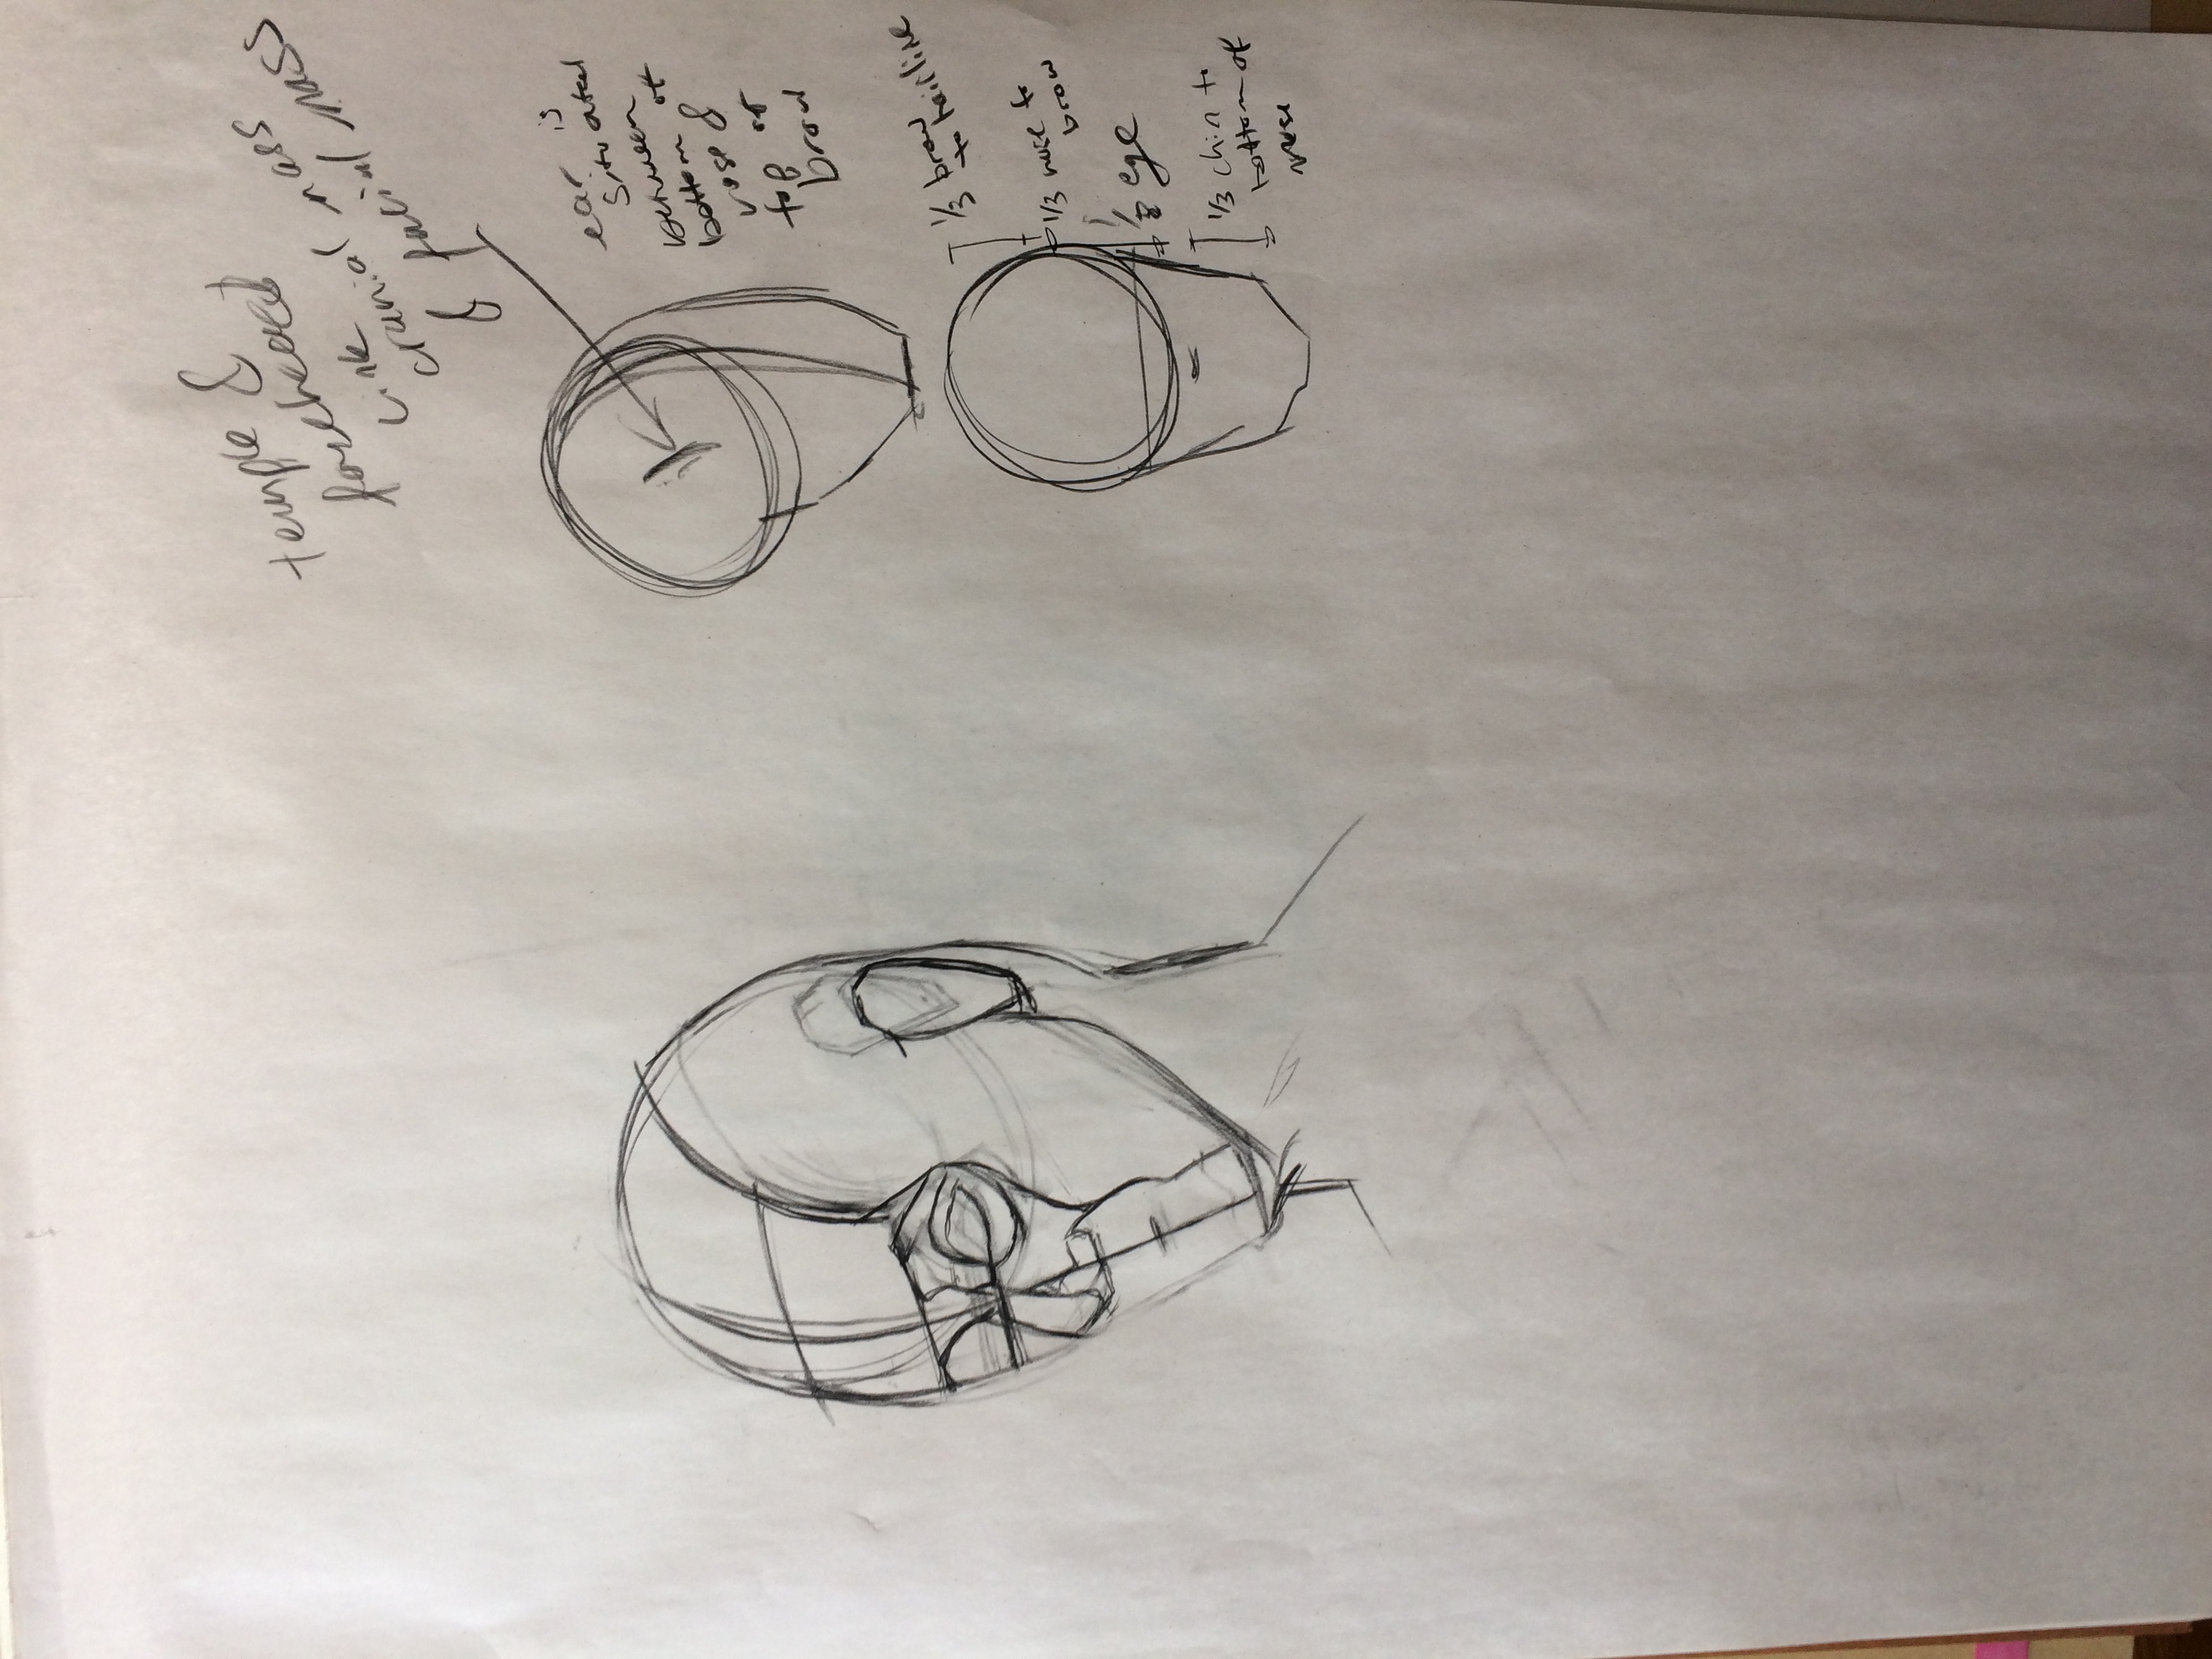 temple &
forehead
link
cranial mass
& facial mass
ear is
situated
between
bottom of
nose &
top of
brow
1/3 brow
to hairline
1/3 nose to
brow
1/2 eye
1/3 chin to
bottom of
nose